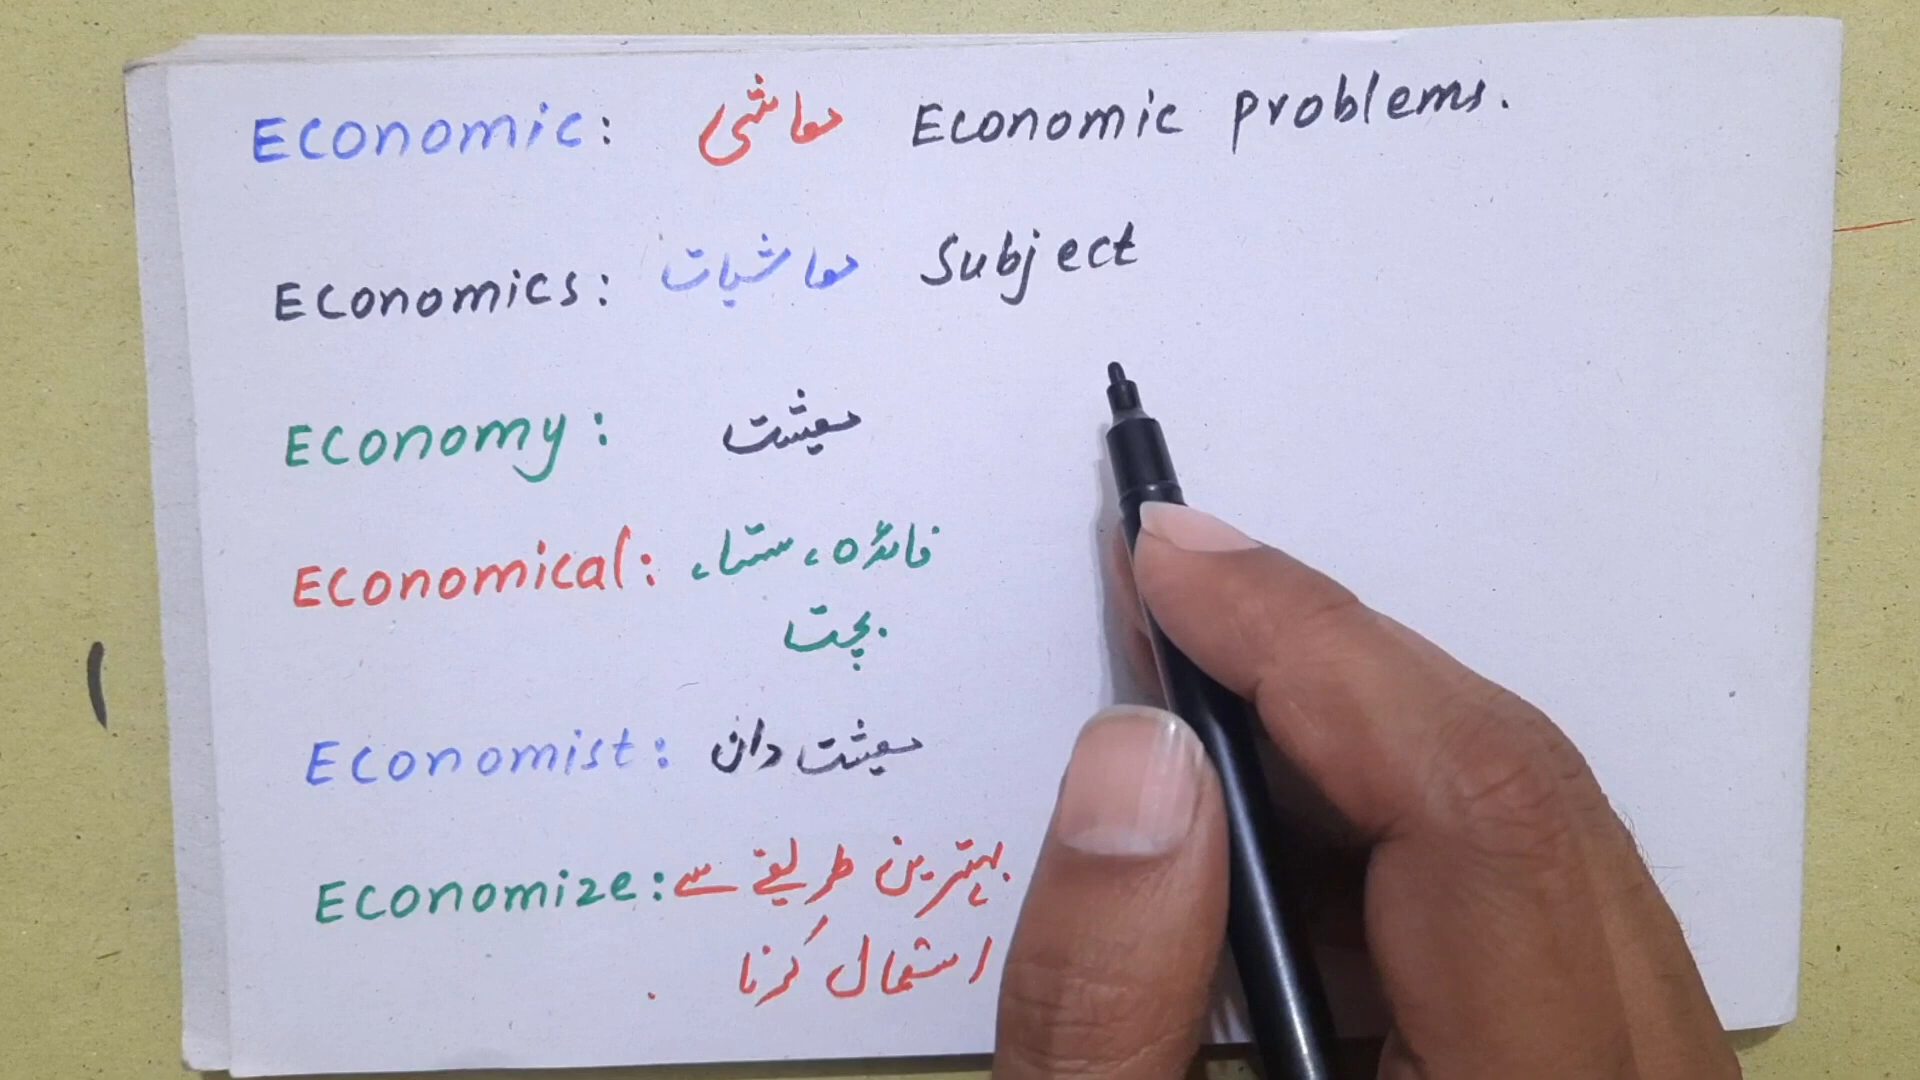 Economic: معاشی Economic problems.
Economics: معاشیات Subject
Economy: معیشت
Economical: فائدہ، سستا،
بچت
Economist: معیشت دان
Economize: بہترین طریقے سے
استعمال کرنا